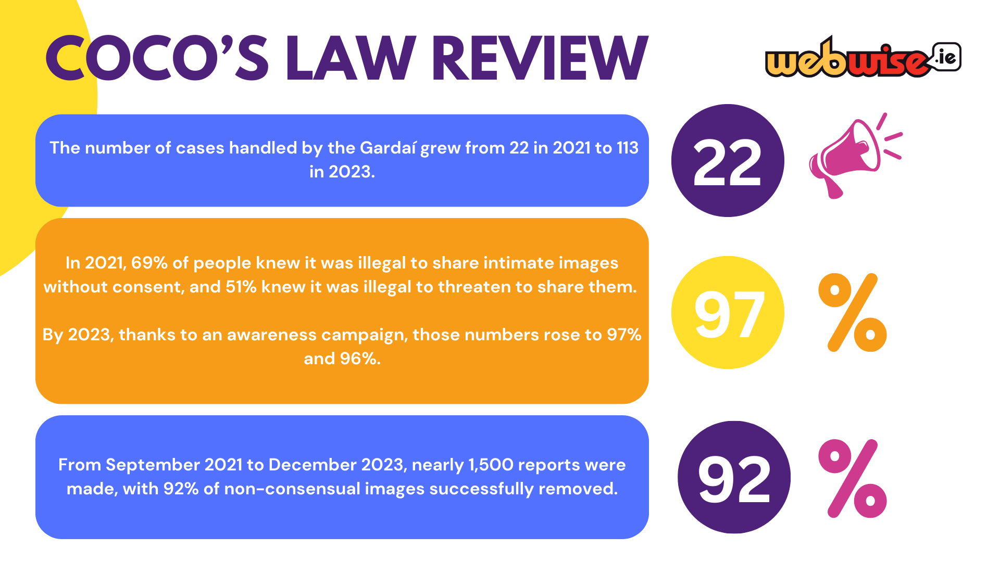 COCO'S LAW REVIEW
webwise.ie
The number of cases handled by the Gardaí grew from 22 in 2021 to 113
in 2023.
22
In 2021, 69% of people knew it was illegal to share intimate images
without consent, and 51% knew it was illegal to threaten to share them.
By 2023, thanks to an awareness campaign, those numbers rose to 97%
and 96%.
97 %
From September 2021 to December 2023, nearly 1,500 reports were
made, with 92% of non-consensual images successfully removed.
92 %